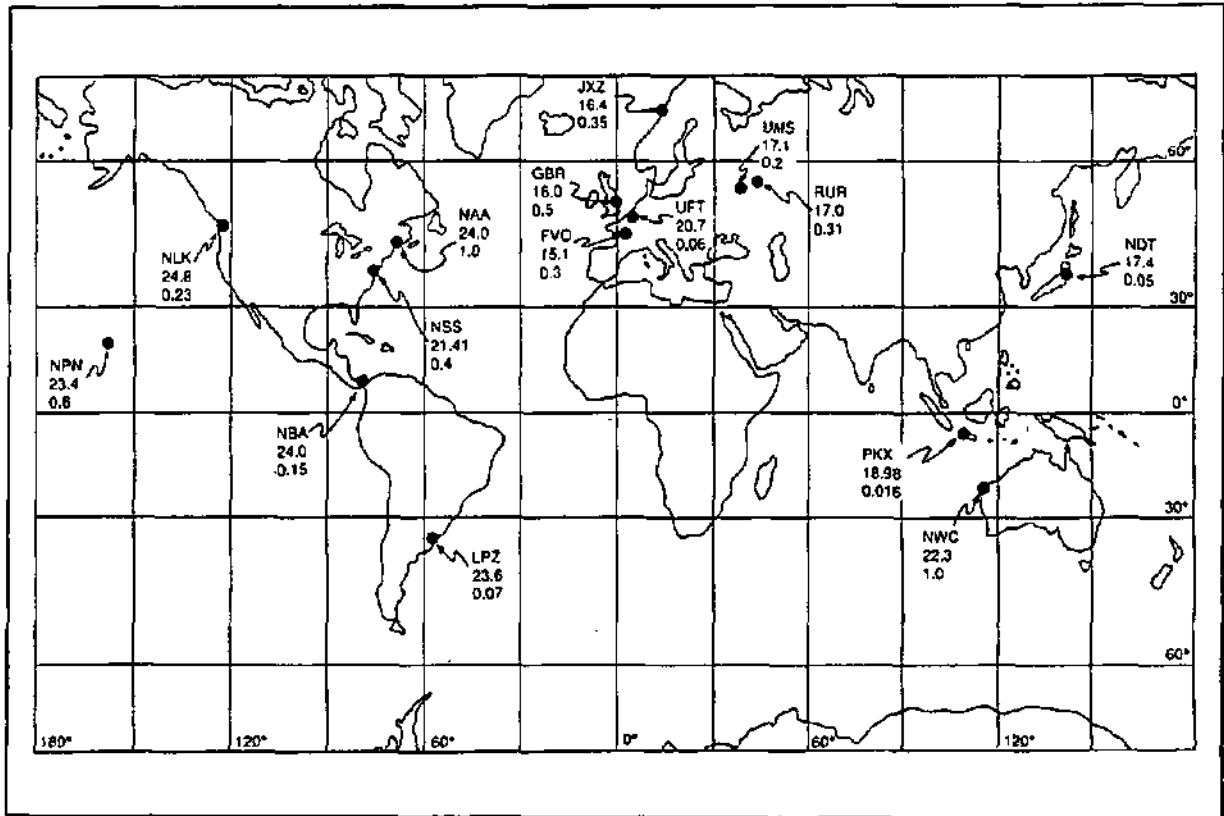 JXZ
16.4
0.35
UMS
17.1
0.2
60°
GBR
16.0
0.5
RUR
17.0
0.31
NAA
24.0
1.0
UFT
20.7
0.06
FVO
15.1
0.3
NDT
17.4
0.05
NLK
24.8
0.23
30°
NSS
21.41
0.4
NPN
23.4
0.6
0°
NBA
24.0
0.15
PKX
18.98
0.016
30°
NWC
22.3
1.0
LPZ
23.6
0.07
60°
180°
120°
60°
0°
60°
120°